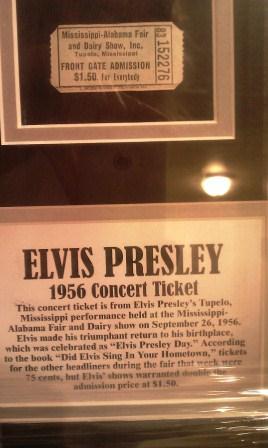 Mississippi-Alabama Fair
and Dairy Show, Inc.
Tupelo, Mississippi
FRONT GATE ADMISSION
$1.50 For Everybody
152276
ELVIS PRESLEY
1956 Concert Ticket
This concert ticket is from Elvis Presley's Tupelo,
Mississippi performance held at the Mississippi-
Alabama Fair and Dairy show on September 26, 1956.
Elvis made his triumphant return to his birthplace,
which was celebrated as "Elvis Presley Day." According
to the book "Did Elvis Sing In Your Hometown," tickets
for the other headliners during the fair that week were
75 cents, but Elvis' shows warranted double the
admission price at $1.50.